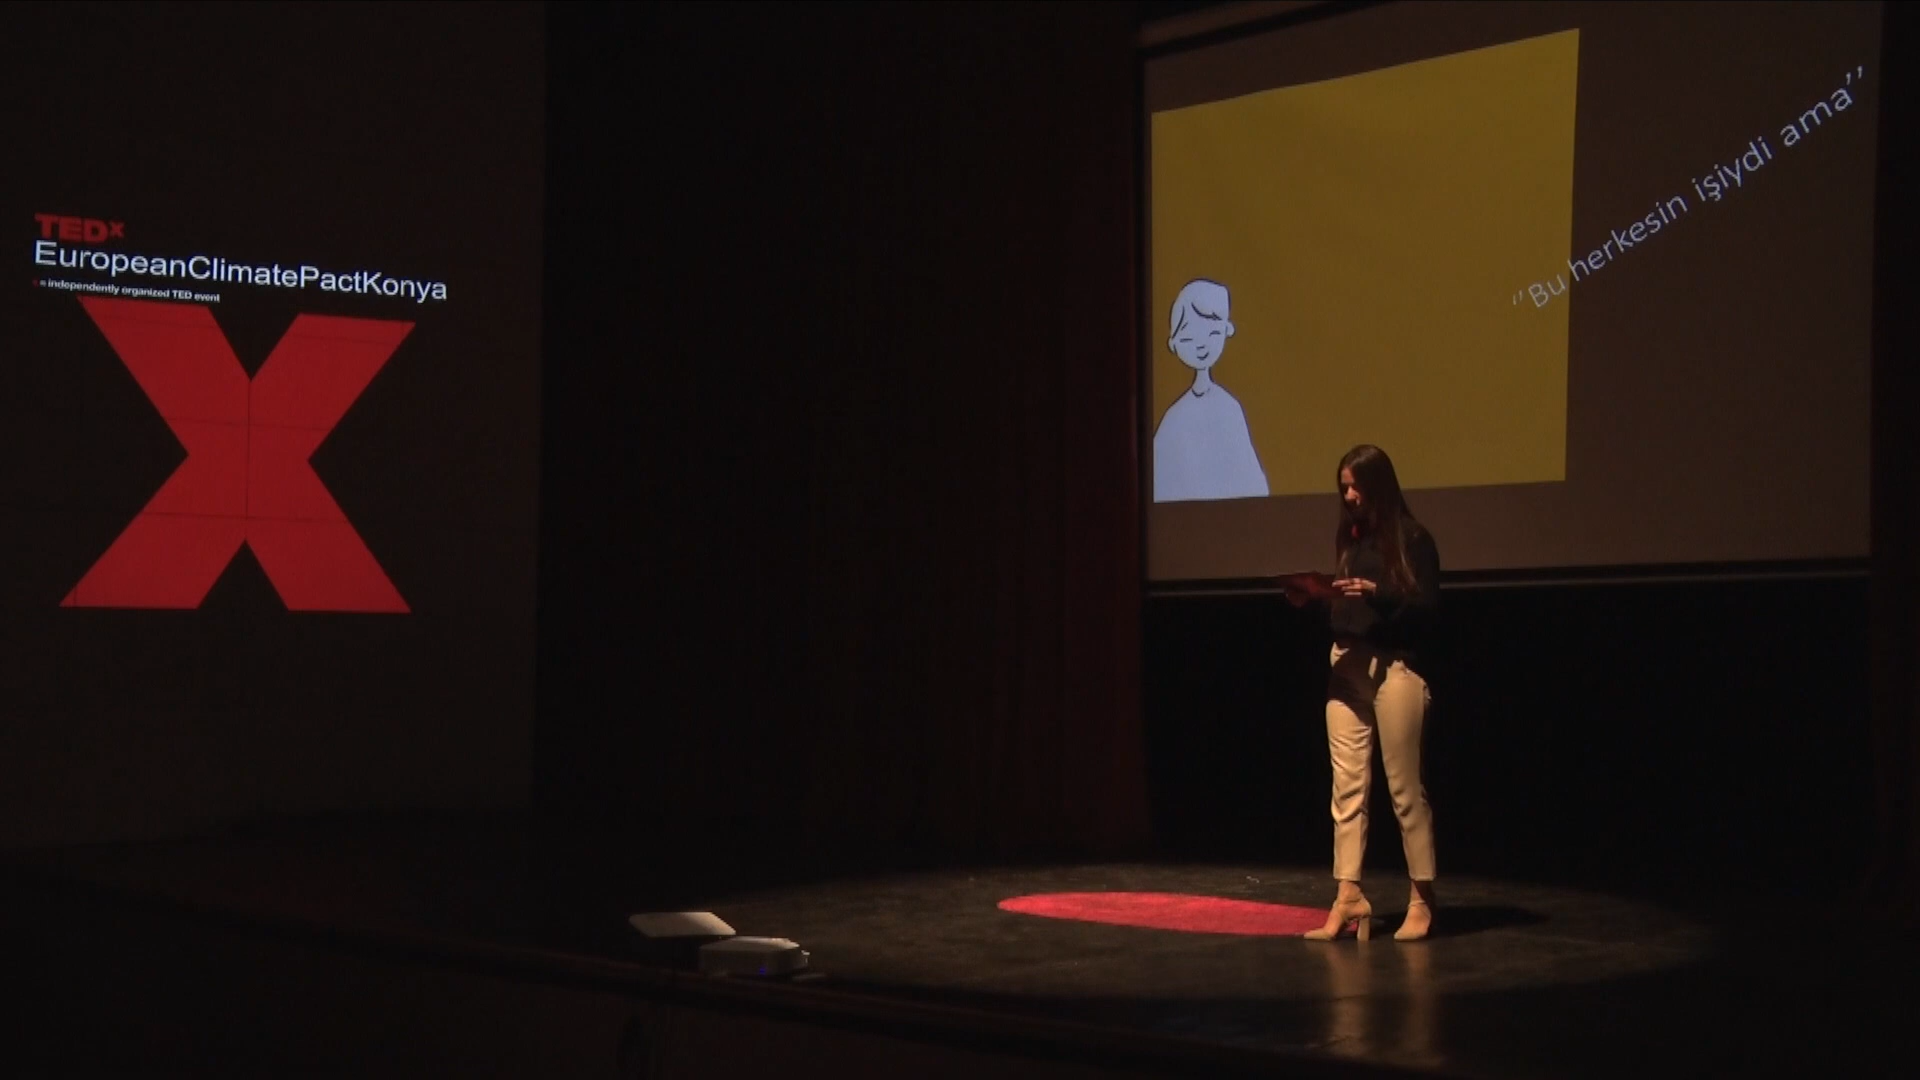 TEDx
EuropeanClimatePactKonya
independently organized TED event
X
"Bu herkesin işiydi ama"